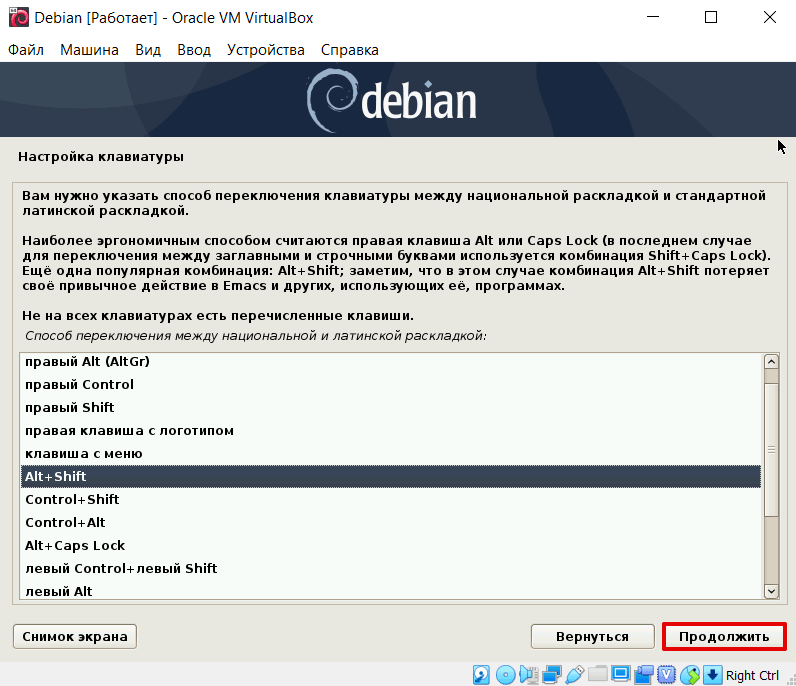 Debian [Работает] - Oracle VM VirtualBox
Файл Машина Вид Ввод Устройства Справка
debian
Настройка клавиатуры
Вам нужно указать способ переключения клавиатуры между национальной раскладкой и стандартной
латинской раскладкой.
Наиболее эргономичным способом считаются правая клавиша Alt или Caps Lock (в последнем случае
для переключения между заглавными и строчными буквами используется комбинация Shift+Caps Lock).
Ещё одна популярная комбинация: Alt+Shift; заметим, что в этом случае комбинация Alt+Shift потеряет
своё привычное действие в Emacs и других, использующих её, программах.
Не на всех клавиатурах есть перечисленные клавиши.
Способ переключения между национальной и латинской раскладкой:
правый Alt (AltGr)
правый Control
правый Shift
правая клавиша с логотипом
клавиша с меню
Alt+Shift
Control+Shift
Control+Alt
Alt+Caps Lock
левый Control+левый Shift
левый Alt
Снимок экрана Вернуться Продолжить
Right Ctrl